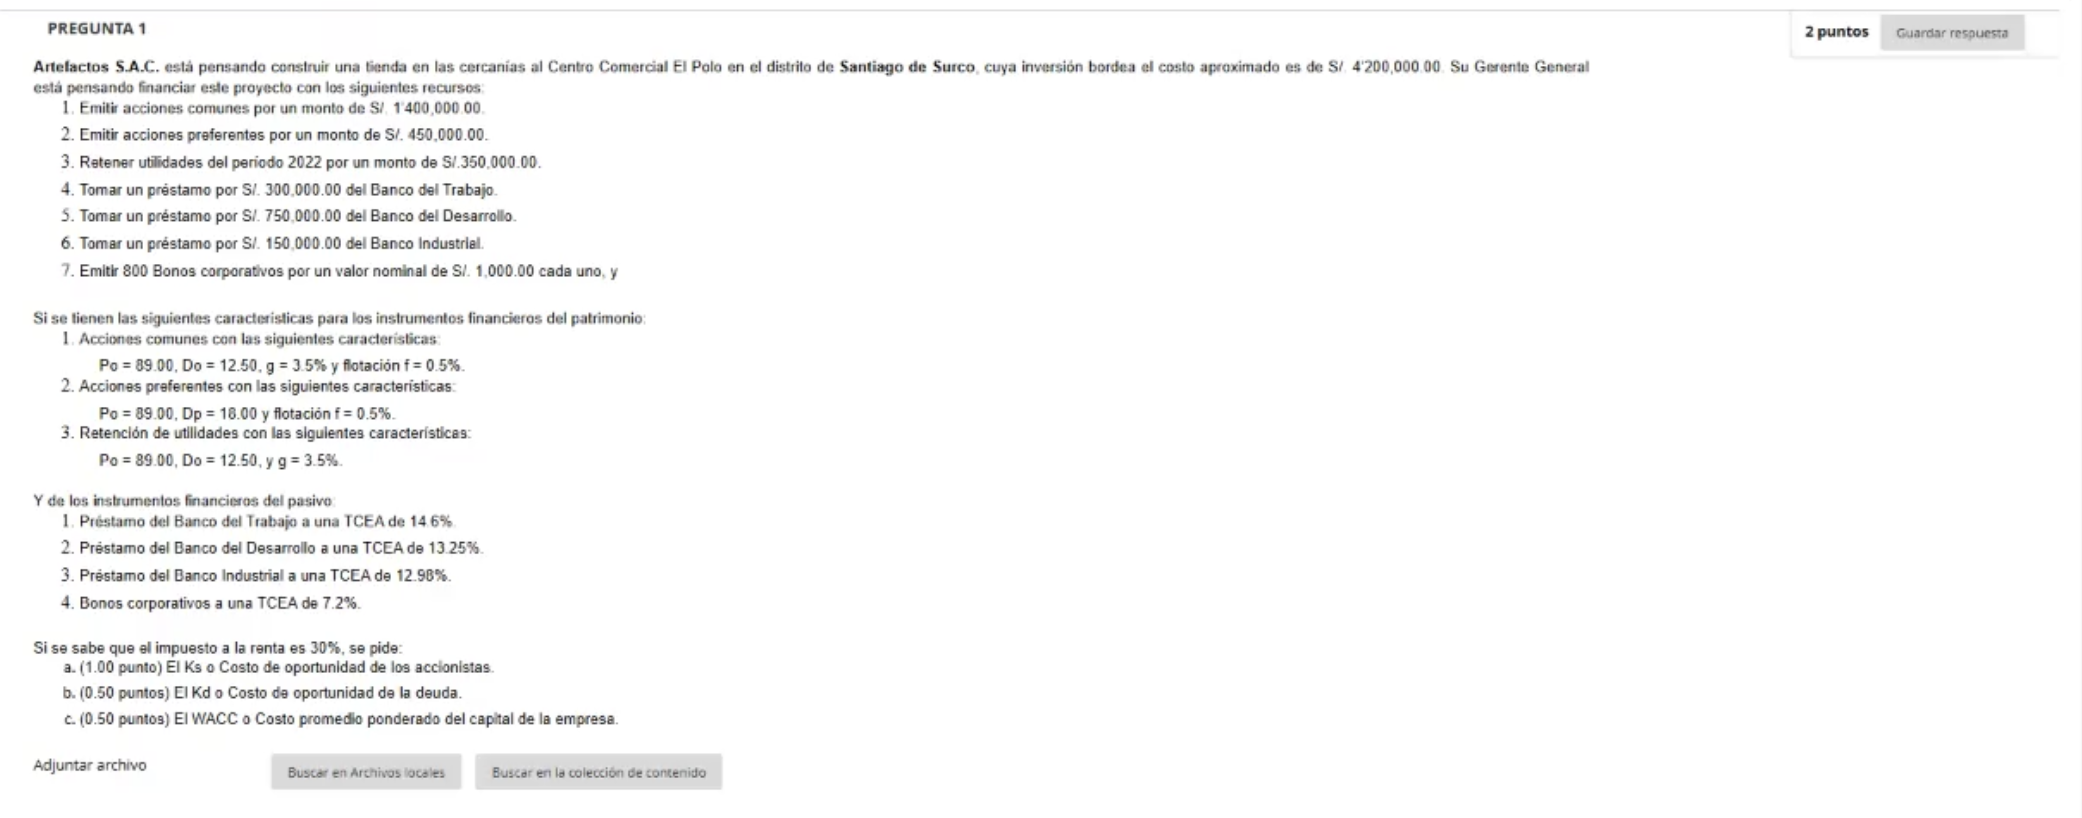 PREGUNTA 1
2 puntos
Guardar respuesta
Artefactos S.A.C. está pensando construir una tienda en las cercanías al Centro Comercial El Polo en el distrito de Santiago de Surco, cuya inversión bordea el costo aproximado es de S/. 4'200,000.00. Su Gerente General
está pensando financiar este proyecto con los siguientes recursos:
1. Emitir acciones comunes por un monto de S/. 1'400,000.00.
2. Emitir acciones preferentes por un monto de S/. 450,000.00.
3. Retener utilidades del período 2022 por un monto de S/.350,000.00.
4. Tomar un préstamo por S/. 300,000.00 del Banco del Trabajo.
5. Tomar un préstamo por S/. 750,000.00 del Banco del Desarrollo.
6. Tomar un préstamo por S/. 150,000.00 del Banco Industrial.
7. Emitir 800 Bonos corporativos por un valor nominal de S/. 1,000.00 cada uno, y
Si se tienen las siguientes características para los instrumentos financieros del patrimonio:
1. Acciones comunes con las siguientes características:
Po = 89.00, Do = 12.50, g = 3.5% y flotación f = 0.5%.
2. Acciones preferentes con las siguientes características:
Po = 89.00, Dp = 18.00 y flotación f = 0.5%.
3. Retención de utilidades con las siguientes características:
Po = 89.00, Do = 12.50, y g = 3.5%.
Y de los instrumentos financieros del pasivo:
1. Préstamo del Banco del Trabajo a una TCEA de 14.6%.
2. Préstamo del Banco del Desarrollo a una TCEA de 13.25%.
3. Préstamo del Banco Industrial a una TCEA de 12.98%.
4. Bonos corporativos a una TCEA de 7.2%.
Si se sabe que el impuesto a la renta es 30%, se pide:
a. (1.00 punto) El Ks o Costo de oportunidad de los accionistas.
b. (0.50 puntos) El Kd o Costo de oportunidad de la deuda.
c. (0.50 puntos) El WACC o Costo promedio ponderado del capital de la empresa.
Adjuntar archivo
Buscar en Archivos locales
Buscar en la colección de contenido